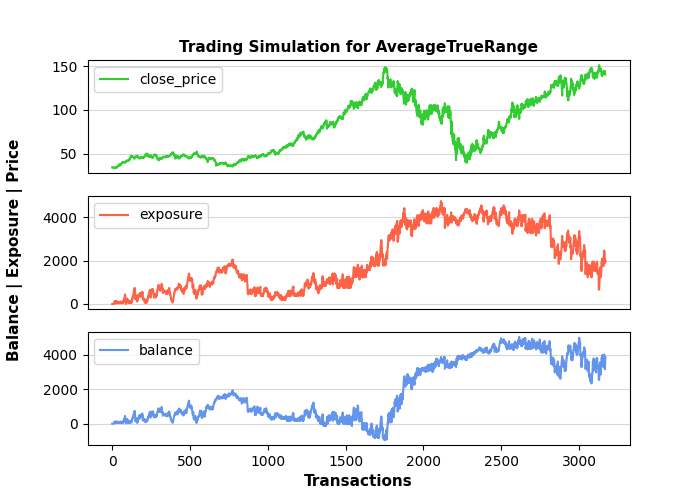 Trading Simulation for AverageTrueRange
150
100
50
close_price
4000
2000
0
exposure
4000
2000
0
balance
0
500
1000
1500
2000
2500
3000
Transactions
Balance | Exposure | Price